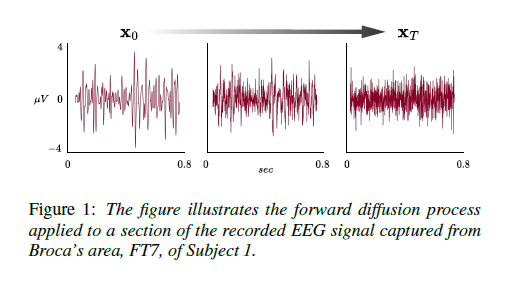 x0 xT
4
μV 0
−4
0 0.8 0 0.8 0 0.8
sec
Figure 1: The figure illustrates the forward diffusion process
applied to a section of the recorded EEG signal captured from
Broca's area, FT7, of Subject 1.